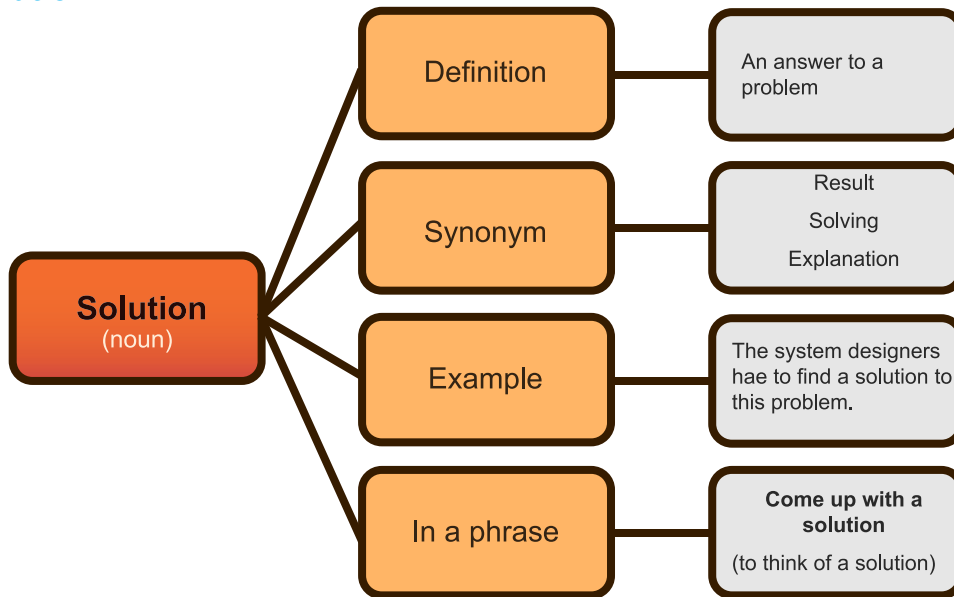 Solution
(noun)
Definition
An answer to a
problem
Synonym
Result
Solving
Explanation
Example
The system designers
hae to find a solution to
this problem.
In a phrase
Come up with a
solution
(to think of a solution)